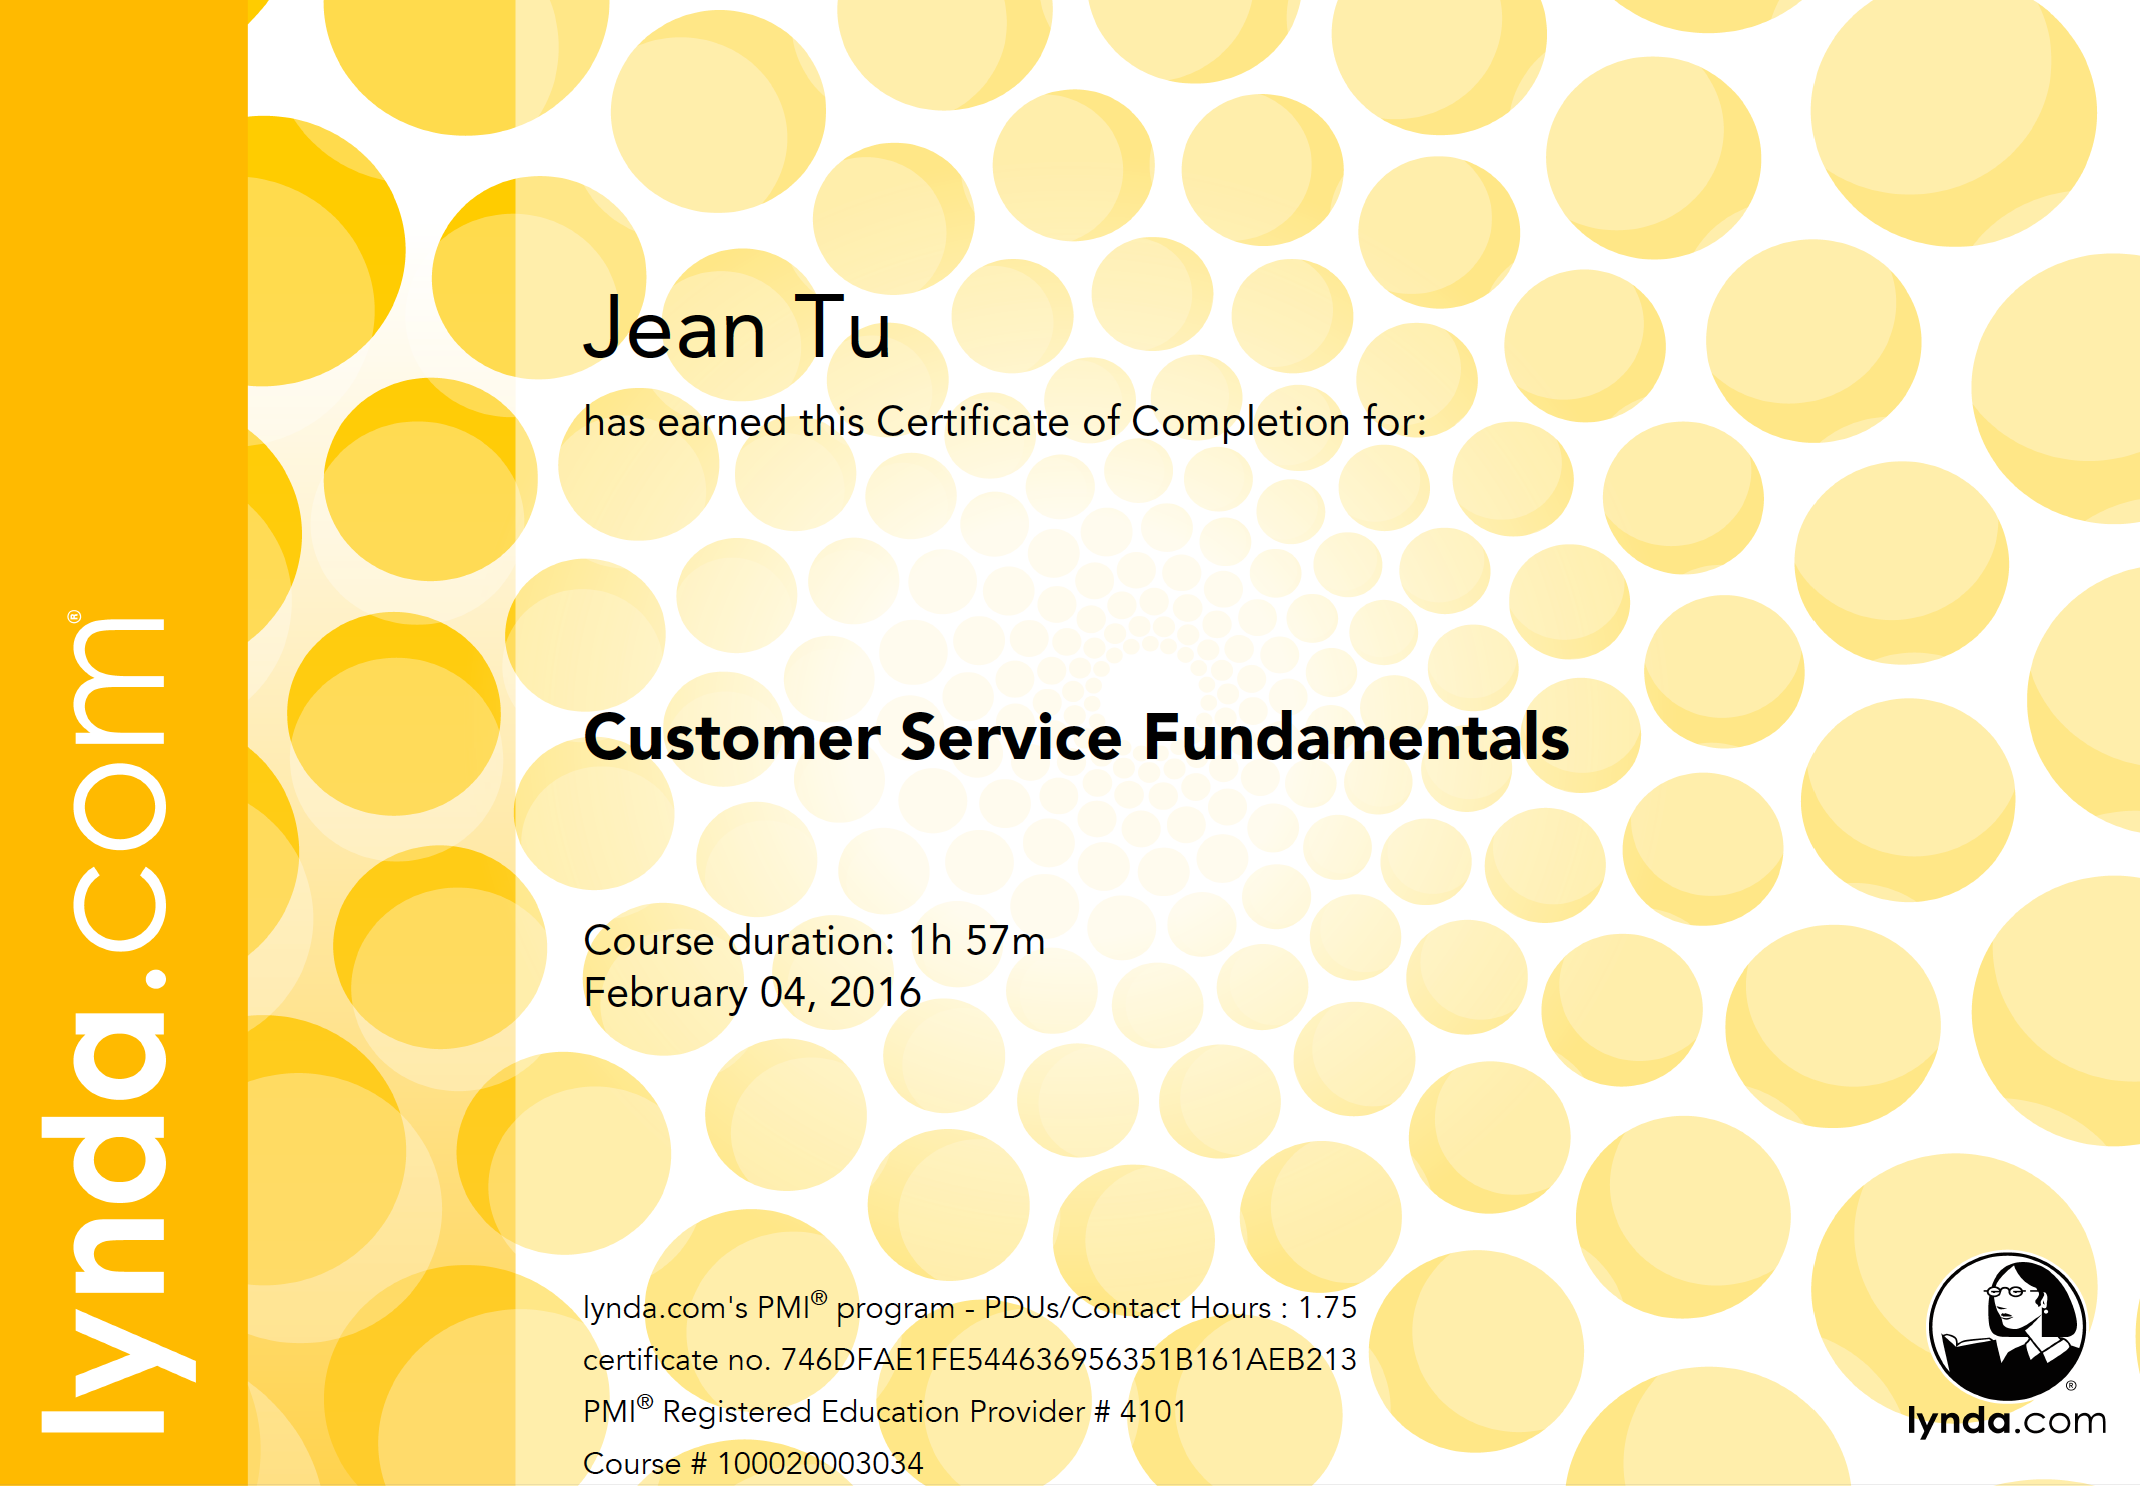 lynda.com®
Jean Tu
has earned this Certificate of Completion for:
Customer Service Fundamentals
Course duration: 1h 57m
February 04, 2016
lynda.com's PMI® program - PDUs/Contact Hours : 1.75
certificate no. 746DFAE1FE544636956351B161AEB213
PMI® Registered Education Provider # 4101
Course # 100020003034
®
lynda.com